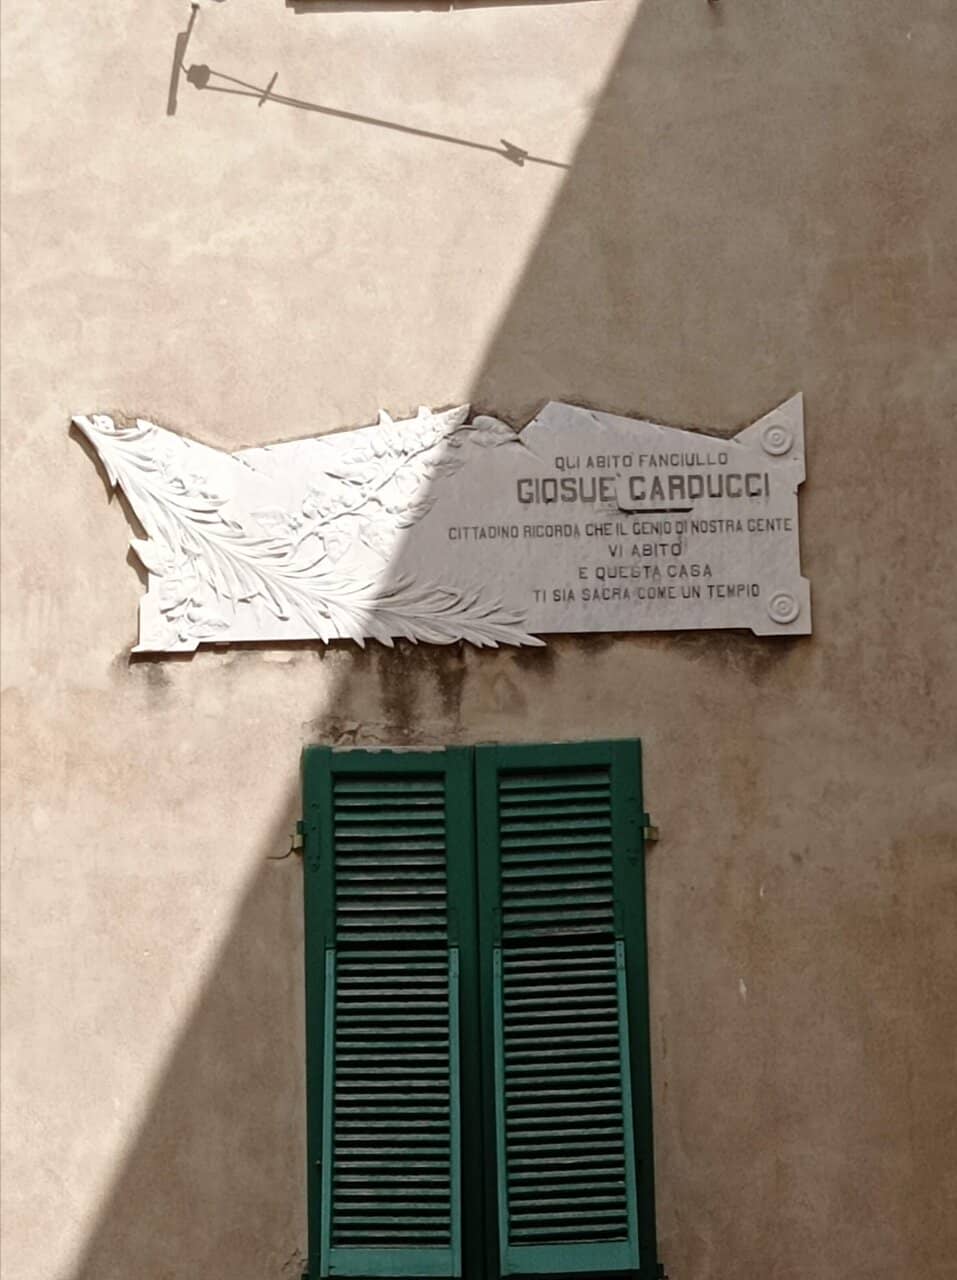 QUI ABITÒ FANCIULLO
GIOSUÈ CARDUCCI
CITTADINO RICORDA CHE IL GENIO DI NOSTRA GENTE
VI ABITÒ
E QUESTA CASA
TI SIA SACRA COME UN TEMPIO